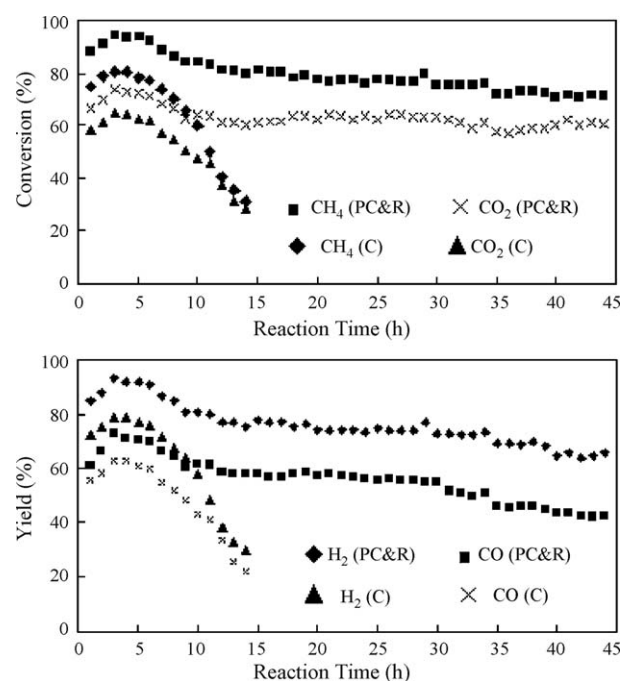 100
80
60
40
20
0
Conversion (%)
CH4 (PC&R)
CO2 (PC&R)
CH4 (C)
CO2 (C)
0 5 10 15 20 25 30 35 40 45
Reaction Time (h)
100
80
60
40
20
0
Yield (%)
H2 (PC&R)
CO (PC&R)
H2 (C)
CO (C)
0 5 10 15 20 25 30 35 40 45
Reaction Time (h)